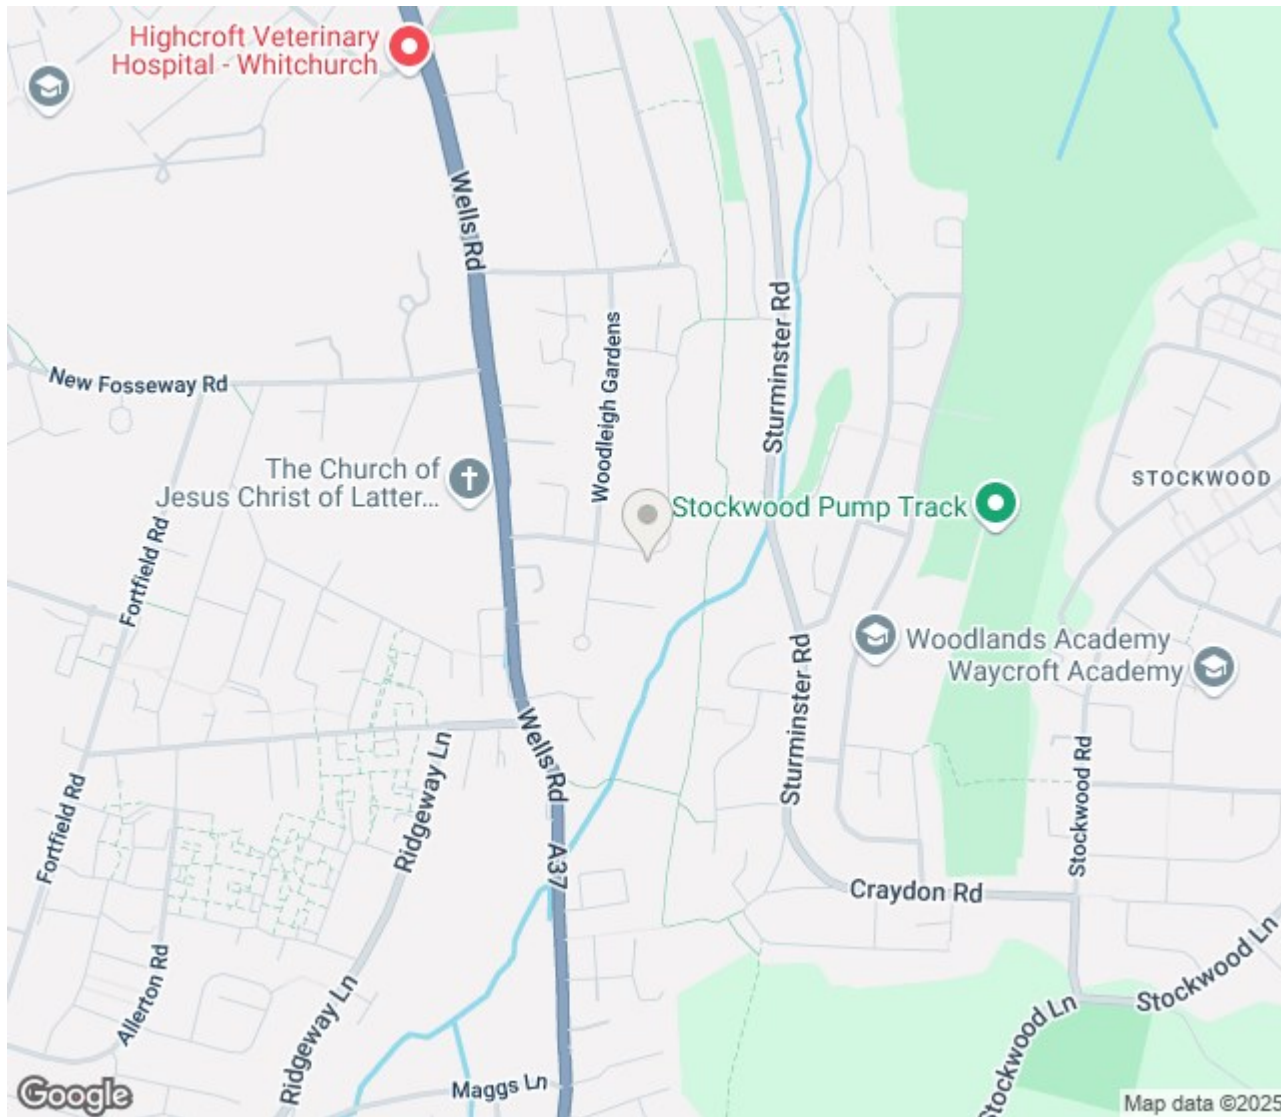 Highcroft Veterinary
Hospital - Whitchurch
Wells Rd
Sturminster Rd
Woodleigh Gardens
New Fosseway Rd
The Church of
Jesus Christ of Latter...
Stockwood Pump Track
STOCKWOOD
Fortfield Rd
Woodlands Academy
Waycroft Academy
Sturminster Rd
Wells Rd
Ridgeway Ln
Stockwood Rd
Fortfield Rd
A37
Craydon Rd
Allerton Rd
Ridgeway Ln
Stockwood Ln
Stockwood Ln
Maggs Ln
Google
Map data ©2025